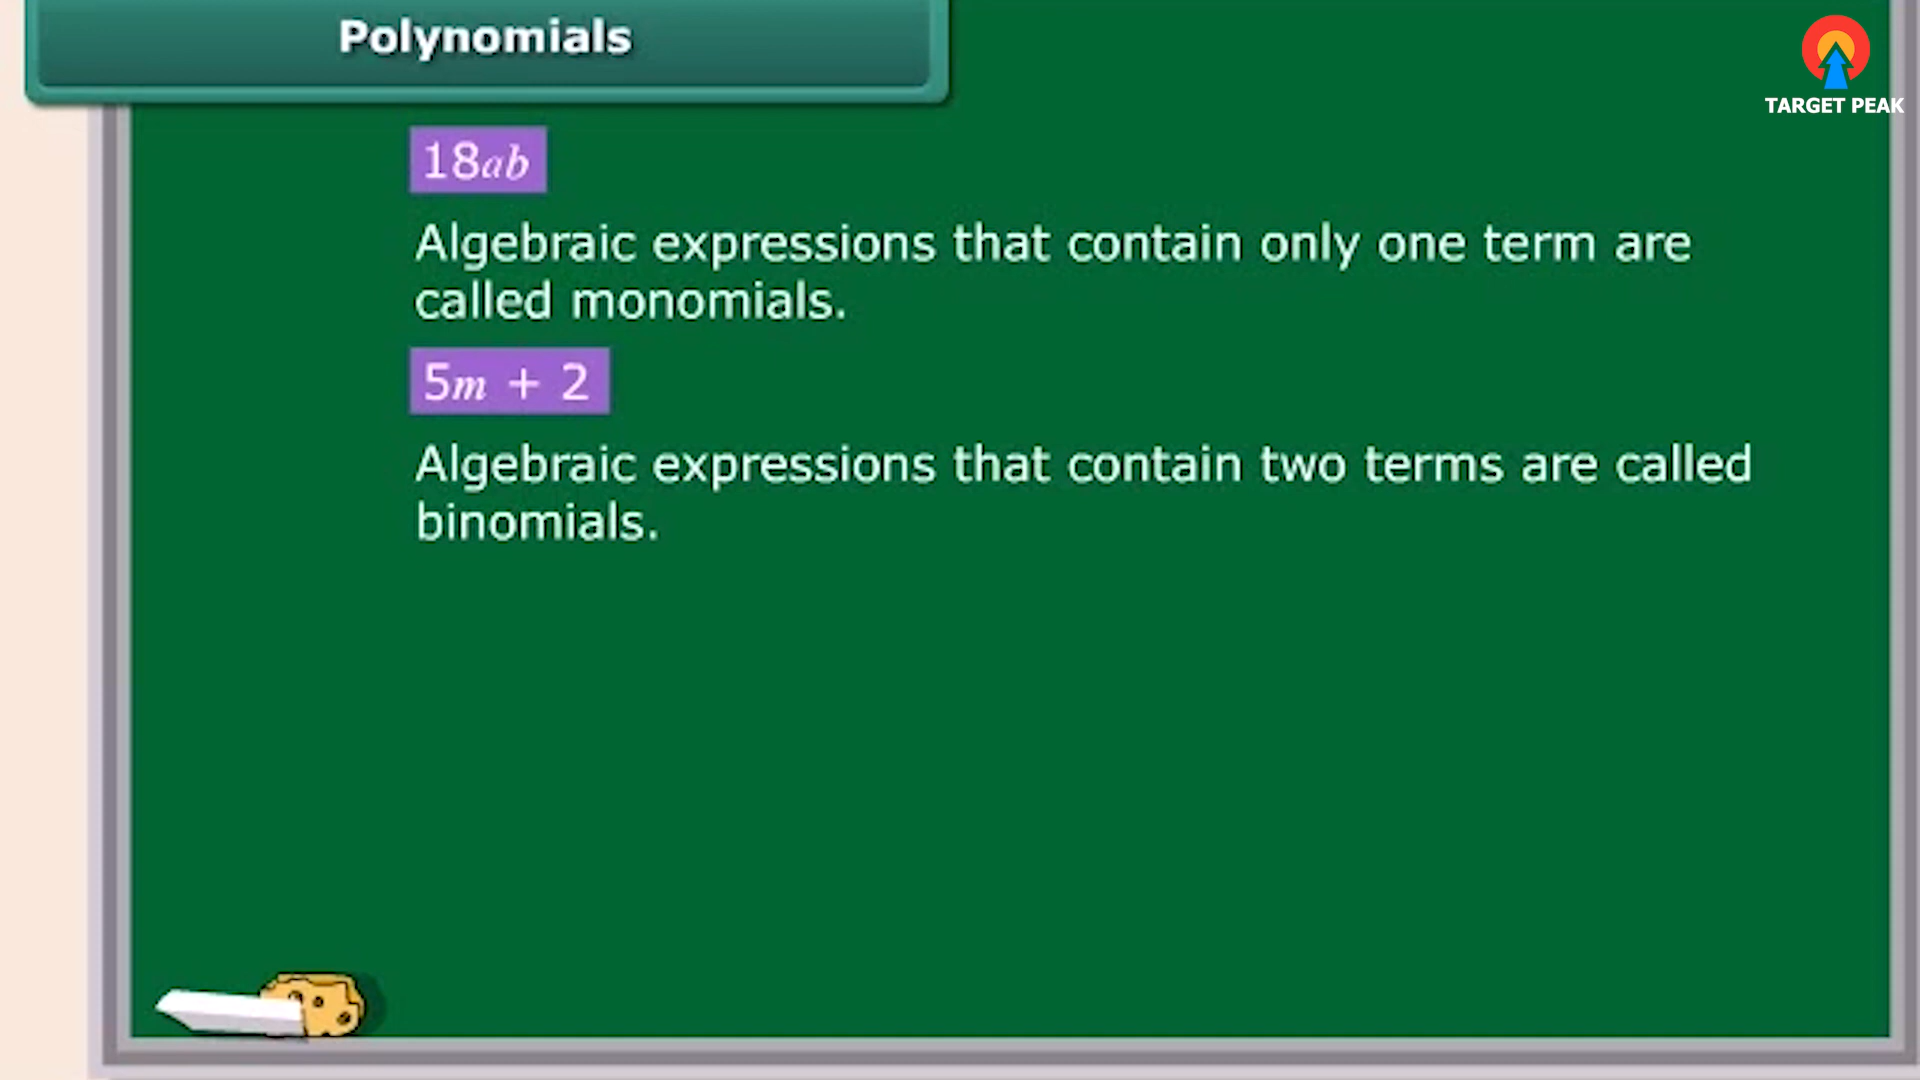 Polynomials
TARGET PEAK
18ab
Algebraic expressions that contain only one term are
called monomials.
5m + 2
Algebraic expressions that contain two terms are called
binomials.